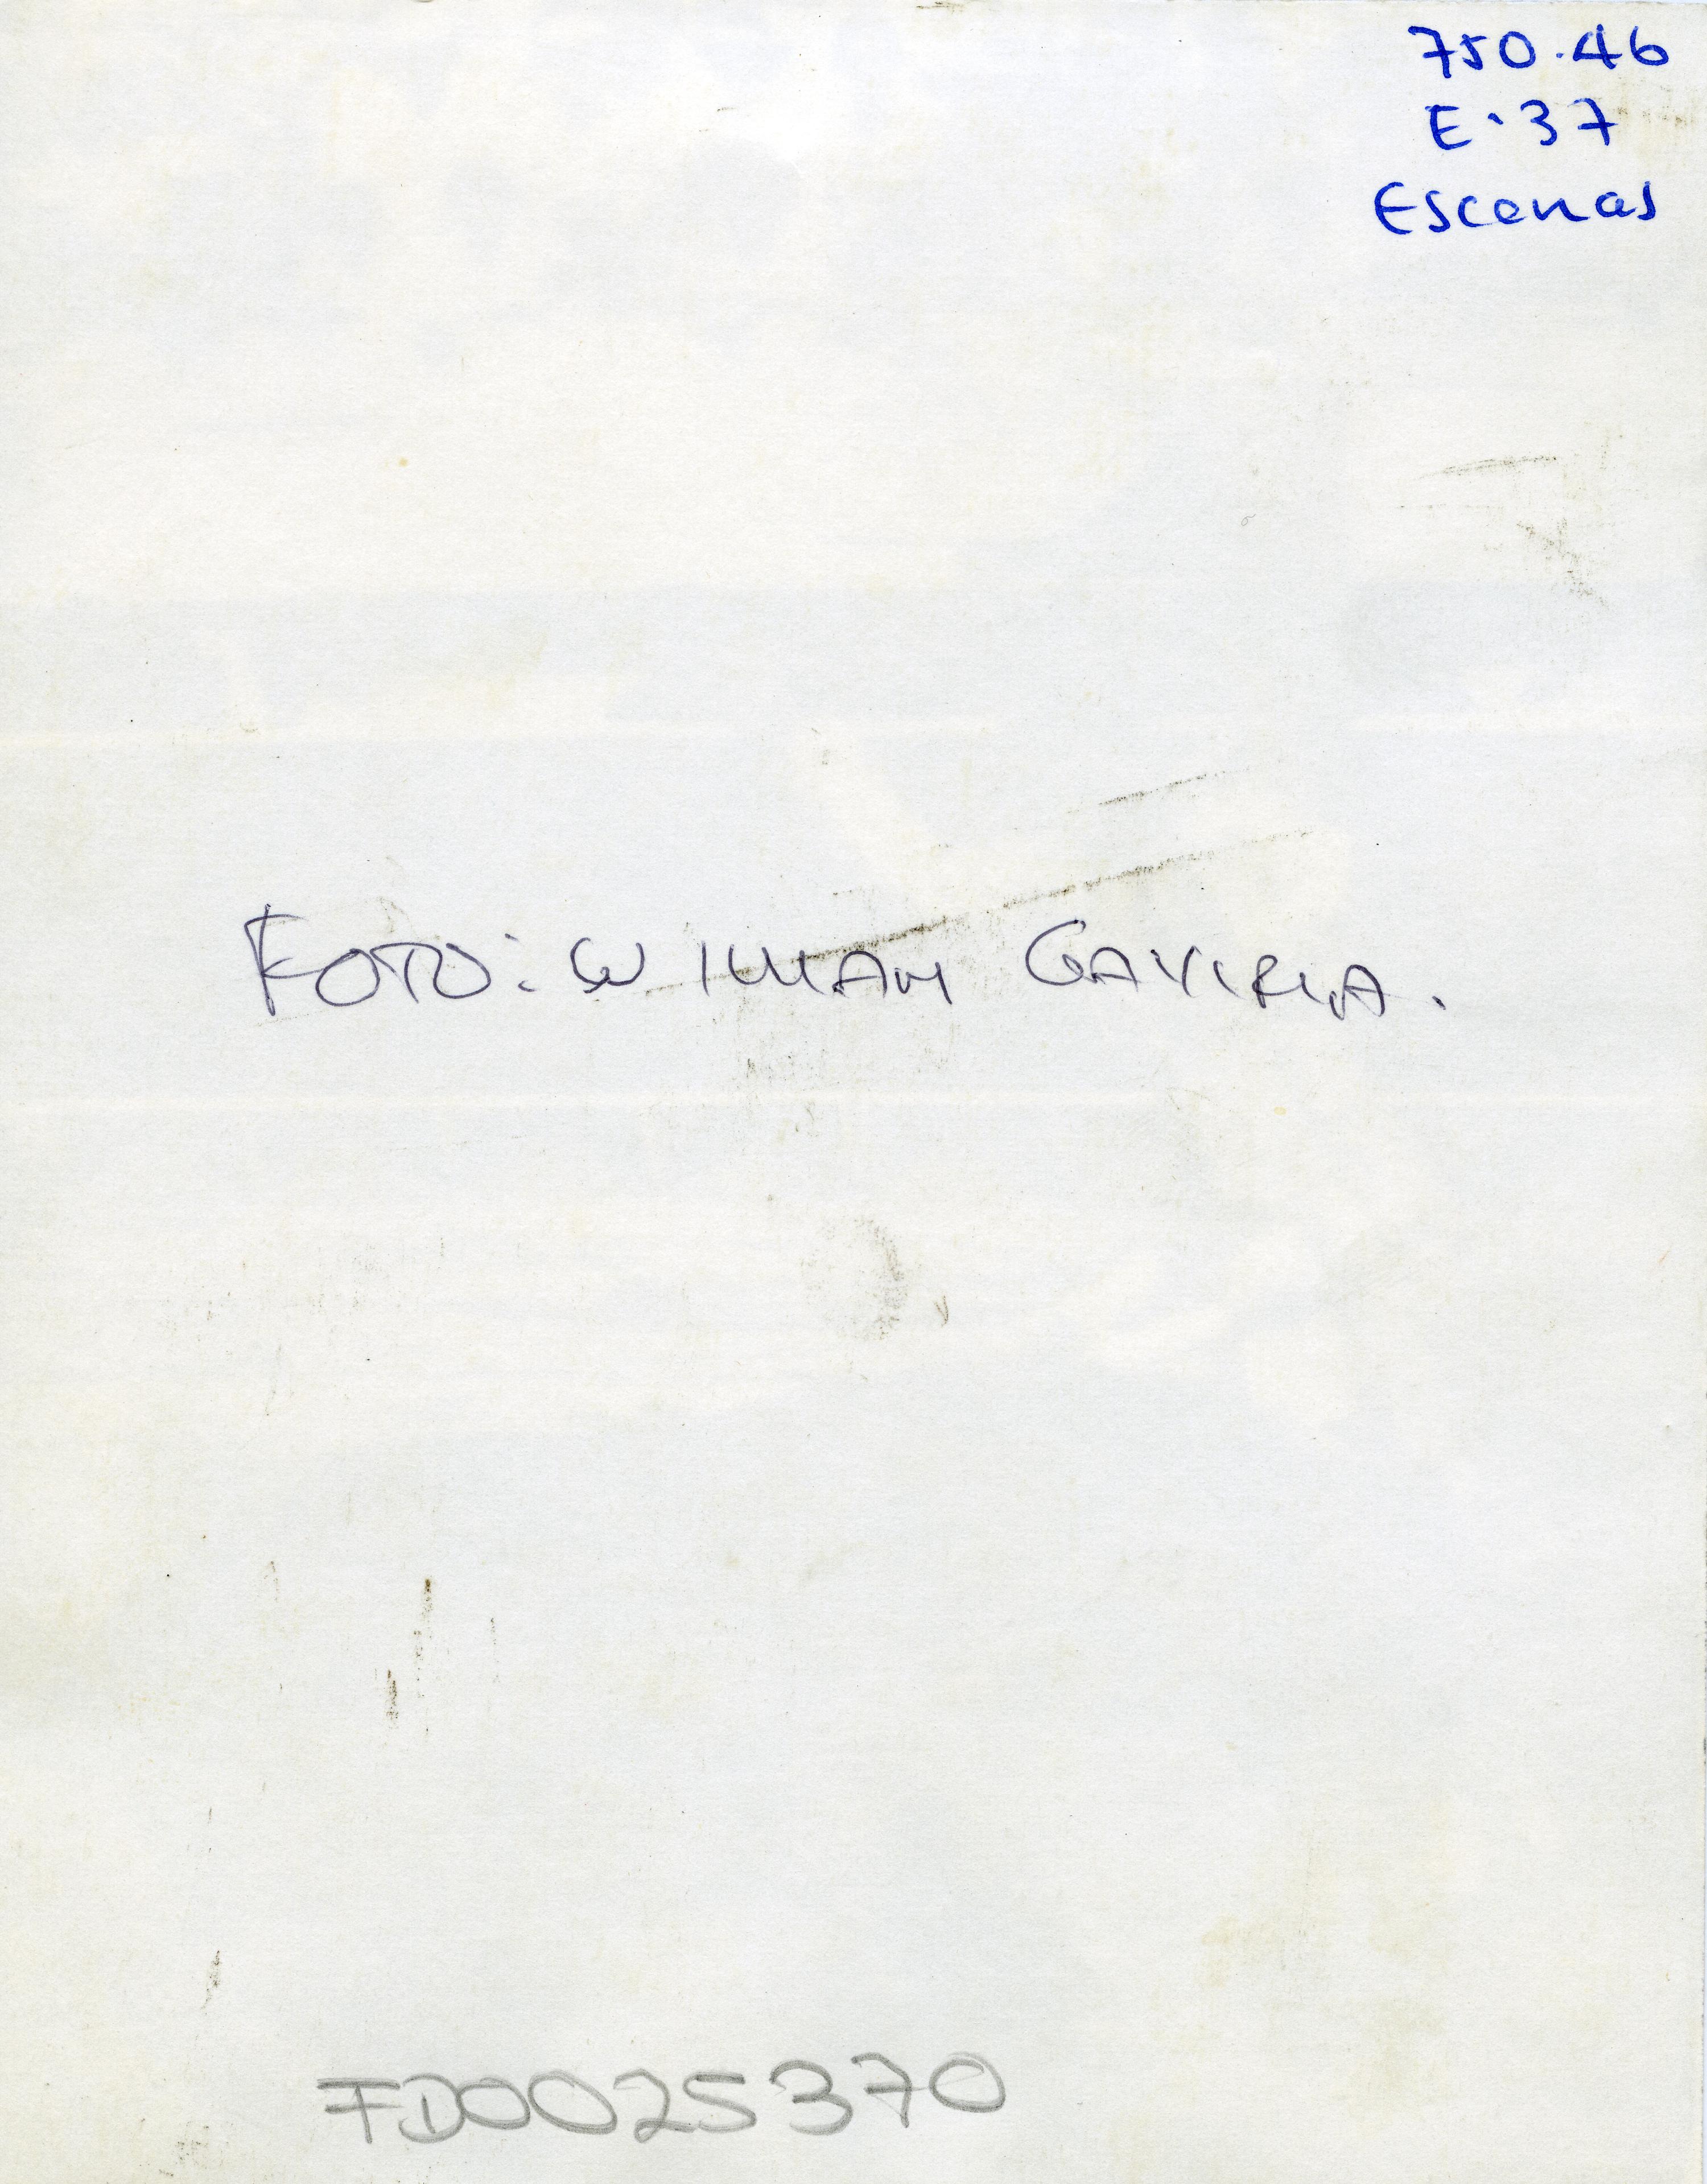 750.46
E.37
Escenas
FOTO: WILLIAM GAVIRIA.
FD0025370